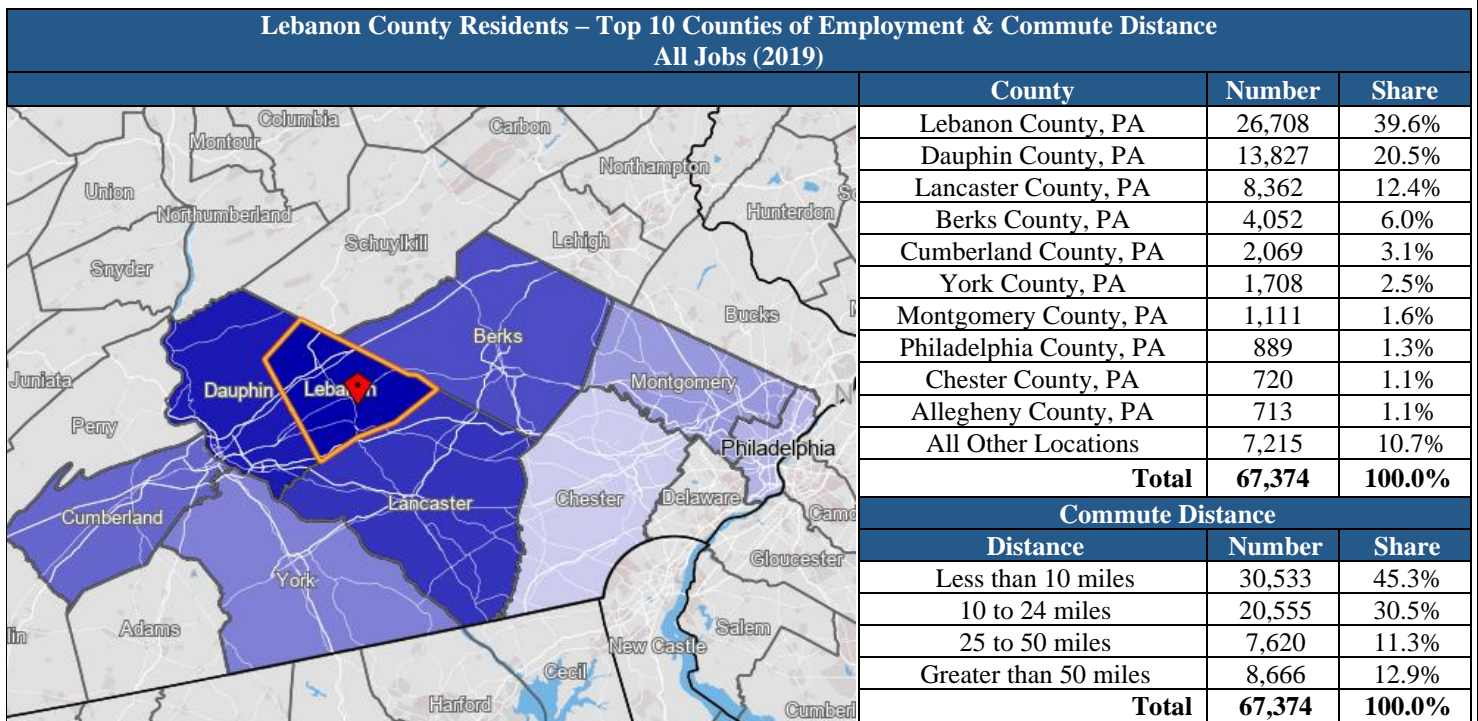 Lebanon County Residents – Top 10 Counties of Employment & Commute Distance
All Jobs (2019)
County Number Share
Lebanon County, PA 26,708 39.6%
Dauphin County, PA 13,827 20.5%
Lancaster County, PA 8,362 12.4%
Berks County, PA 4,052 6.0%
Cumberland County, PA 2,069 3.1%
York County, PA 1,708 2.5%
Montgomery County, PA 1,111 1.6%
Philadelphia County, PA 889 1.3%
Chester County, PA 720 1.1%
Allegheny County, PA 713 1.1%
All Other Locations 7,215 10.7%
Total 67,374 100.0%
Commute Distance
Distance Number Share
Less than 10 miles 30,533 45.3%
10 to 24 miles 20,555 30.5%
25 to 50 miles 7,620 11.3%
Greater than 50 miles 8,666 12.9%
Total 67,374 100.0%
Columbia
Carbon
Montour
Northampton
Union
Northumberland
Hunterdon
Schuylkill
Lehigh
Snyder
Bucks
Berks
Juniata
Dauphin
Montgomery
Perry
Philadelphia
Lancaster
Chester
Delaware
Cumberland
Gloucester
York
Adams
Salem
New Castle
Cecil
Harford